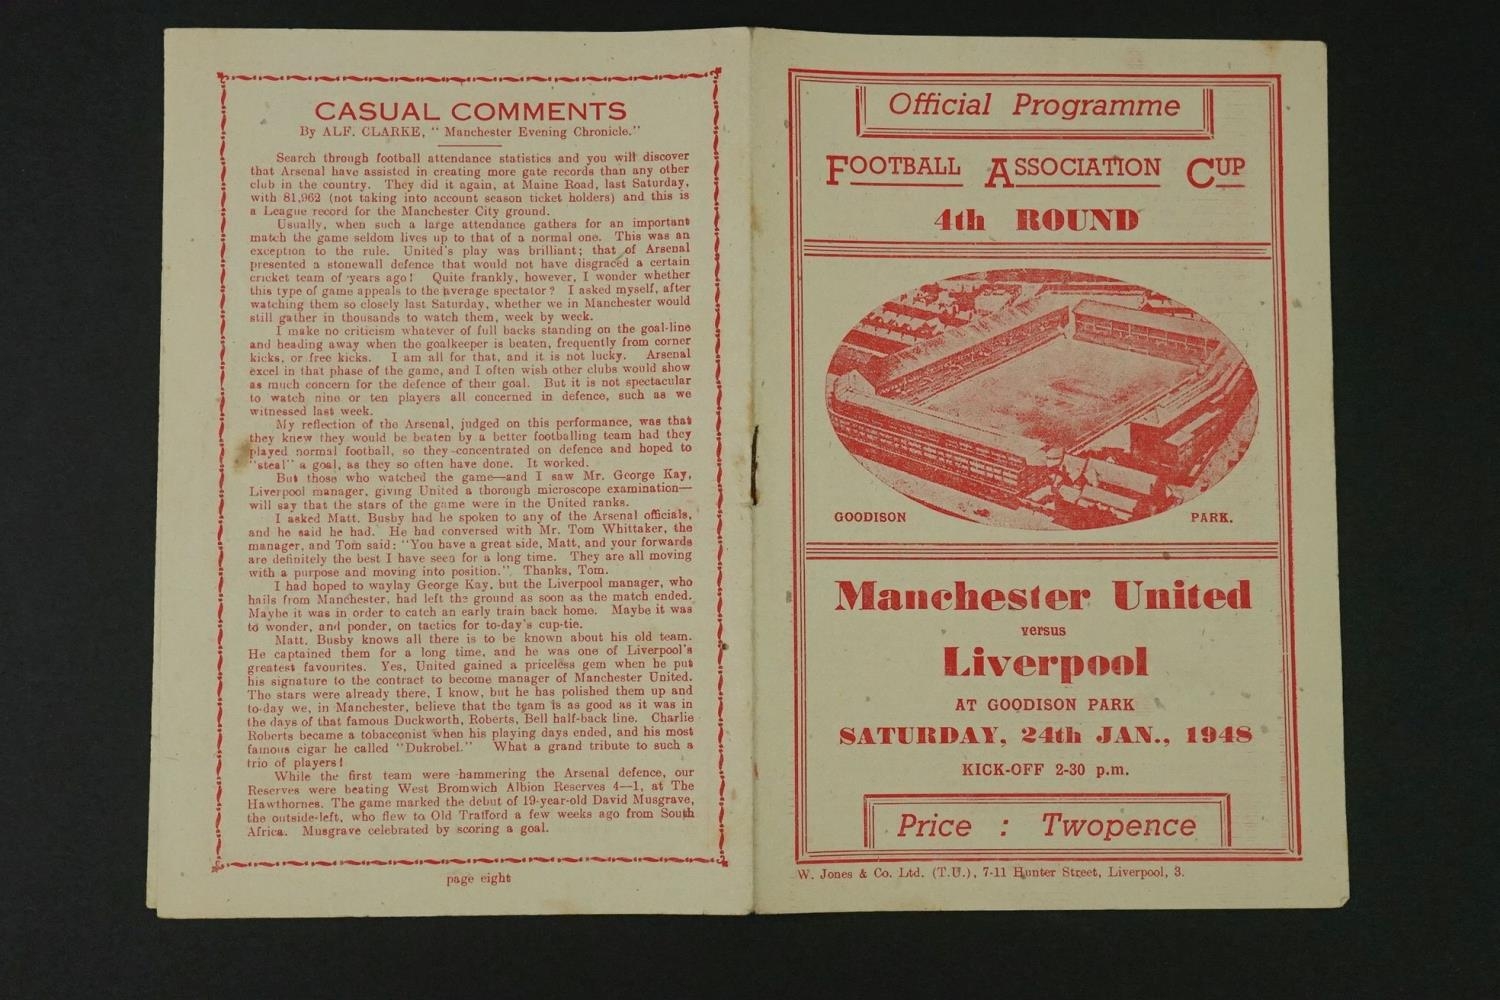 CASUAL COMMENTS
By ALF. CLARKE, " Manchester Evening Chronicle."
Search through football attendance statistics and you will discover
that Arsenal have assisted in creating more gate records than any other
club in the country. They did it again, at Maine Road, last Saturday,
with 81,962 (not taking into account season ticket holders) and this is
a League record for the Manchester City ground.
Usually, when such a large attendance gathers for an important
match the game seldom lives up to that of a normal one. This was an
exception to the rule. United's play was brilliant; that of Arsenal
presented a stonewall defence that would not have disgraced a certain
cricket team of years ago! Quite frankly, however, I wonder whether
this type of game appeals to the average spectator? I asked myself, after
watching them so closely last Saturday, whether we in Manchester would
still gather in thousands to watch them, week by week.
I make no criticism whatever of full backs standing on the goal-line
and heading away when the goalkeeper is beaten, frequently from corner
kicks, or free kicks. I am all for that, and it is not lucky. Arsenal
excel in that phase of the game, and I often wish other clubs would show
as much concern for the defence of their goal. But it is not spectacular
to watch nine or ten players all concerned in defence, such as we
witnessed last week.
My reflection of the Arsenal, judged on this performance, was that
they knew they would be beaten by a better footballing team had they
played normal football, so they concentrated on defence and hoped to
"steal" a goal, as they so often have done. It worked.
But those who watched the game—and I saw Mr. George Kay,
Liverpool manager, giving United a thorough microscope examination—
will say that the stars of the game were in the United ranks.
I asked Matt. Busby had he spoken to any of the Arsenal officials,
and he said he had. He had conversed with Mr. Tom Whittaker, the
manager, and Tom said: "You have a great side, Matt, and your forwards
are definitely the best I have seen for a long time. They are all moving
with a purpose and moving into position." Thanks, Tom.
I had hoped to waylay George Kay, but the Liverpool manager, who
hails from Manchester, had left the ground as soon as the match ended.
Maybe it was in order to catch an early train back home. Maybe it was
to wonder, and ponder, on tactics for to-day's cup-tie.
Matt. Busby knows all there is to be known about his old team.
He captained them for a long time, and he was one of Liverpool's
greatest favourites. Yes, United gained a priceless gem when he put
his signature to the contract to become manager of Manchester United.
The stars were already there, I know, but he has polished them up and
to-day we, in Manchester, believe that the team is as good as it was in
the days of that famous Duckworth, Roberts, Bell half-back line. Charlie
Roberts became a tobacconist when his playing days ended, and his most
famous cigar he called "Dukrobel." What a grand tribute to such a
trio of players!
While the first team were hammering the Arsenal defence, our
Reserves were beating West Bromwich Albion Reserves 4—1, at The
Hawthornes. The game marked the debut of 19-year-old David Musgrave,
the outside-left, who flew to Old Trafford a few weeks ago from South
Africa. Musgrave celebrated by scoring a goal.
page eight
Official Programme
FOOTBALL ASSOCIATION CUP
4th ROUND
GOODISON PARK.
Manchester United
versus
Liverpool
AT GOODISON PARK
SATURDAY, 24th JAN., 1948
KICK-OFF 2-30 p.m.
Price : Twopence
W. Jones & Co. Ltd. (T.U.), 7-11 Hunter Street, Liverpool, 3.